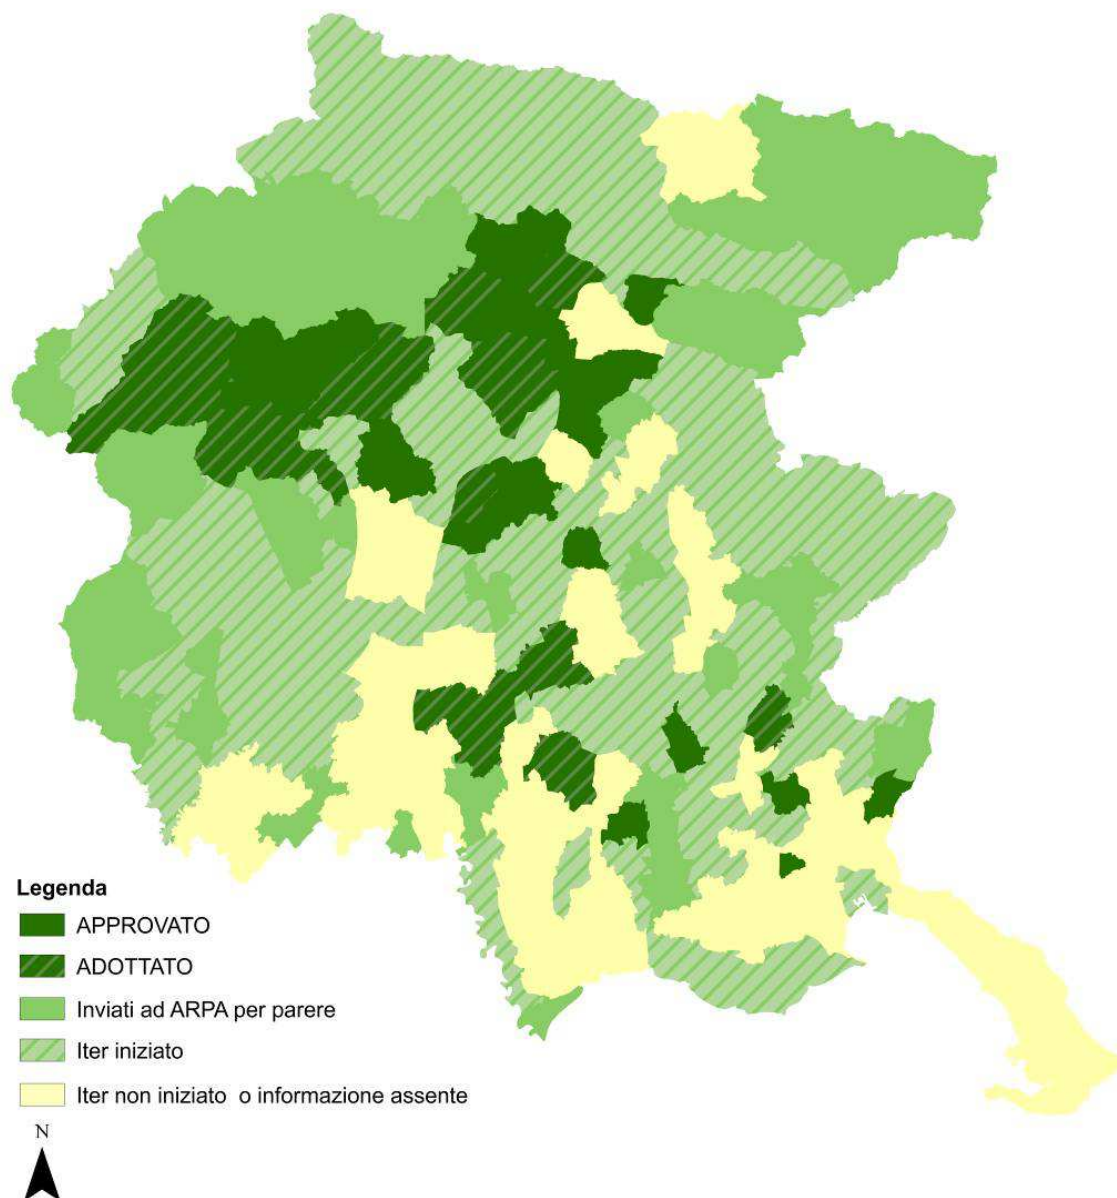 Legenda
APPROVATO
ADOTTATO
Inviati ad ARPA per parere
Iter iniziato
Iter non iniziato o informazione assente
N